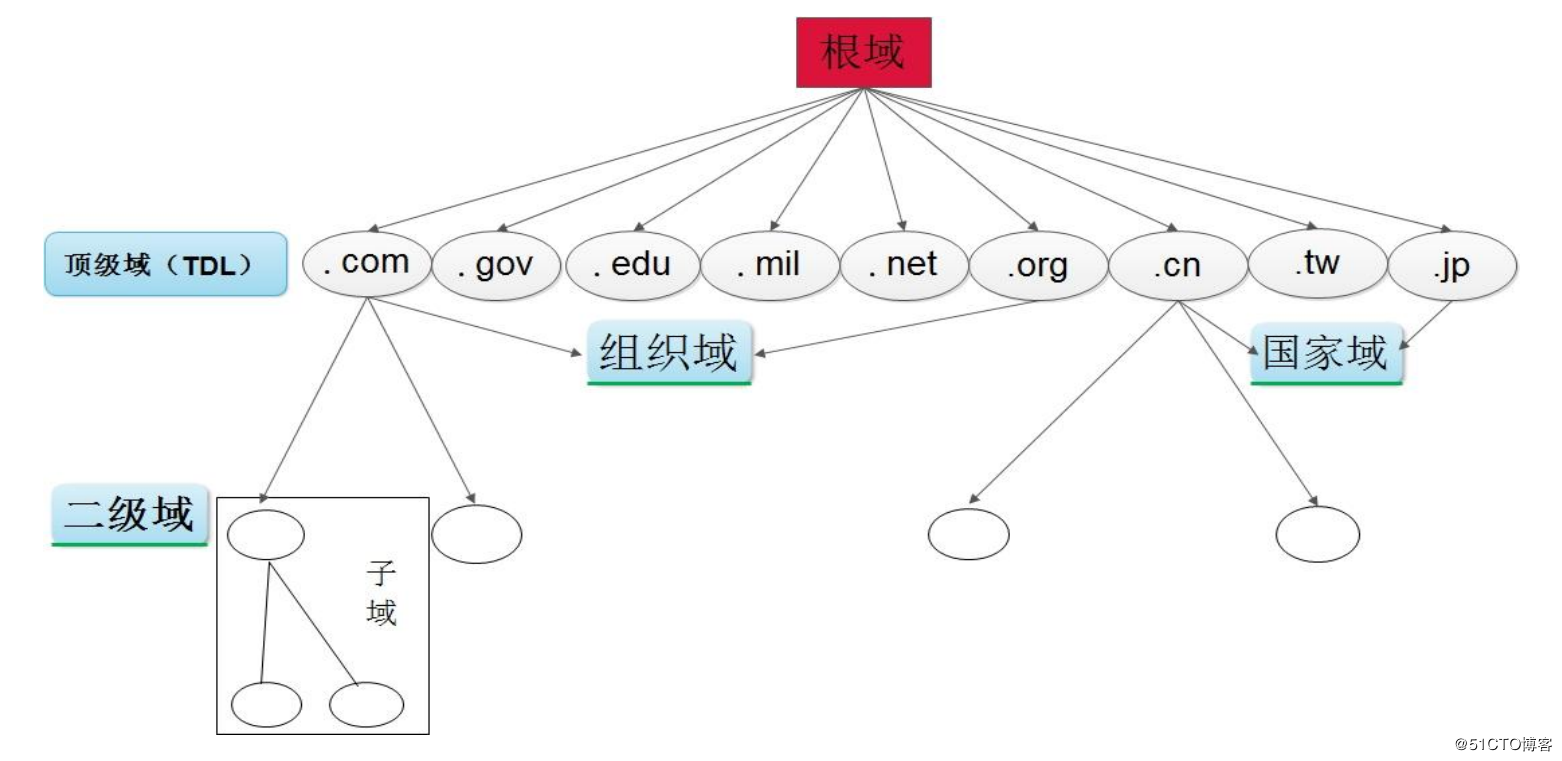 根域
顶级域（TDL）
. com
. gov
. edu
. mil
. net
.org
.cn
.tw
.jp
组织域
国家域
二级域
子
域
@51CTO博客